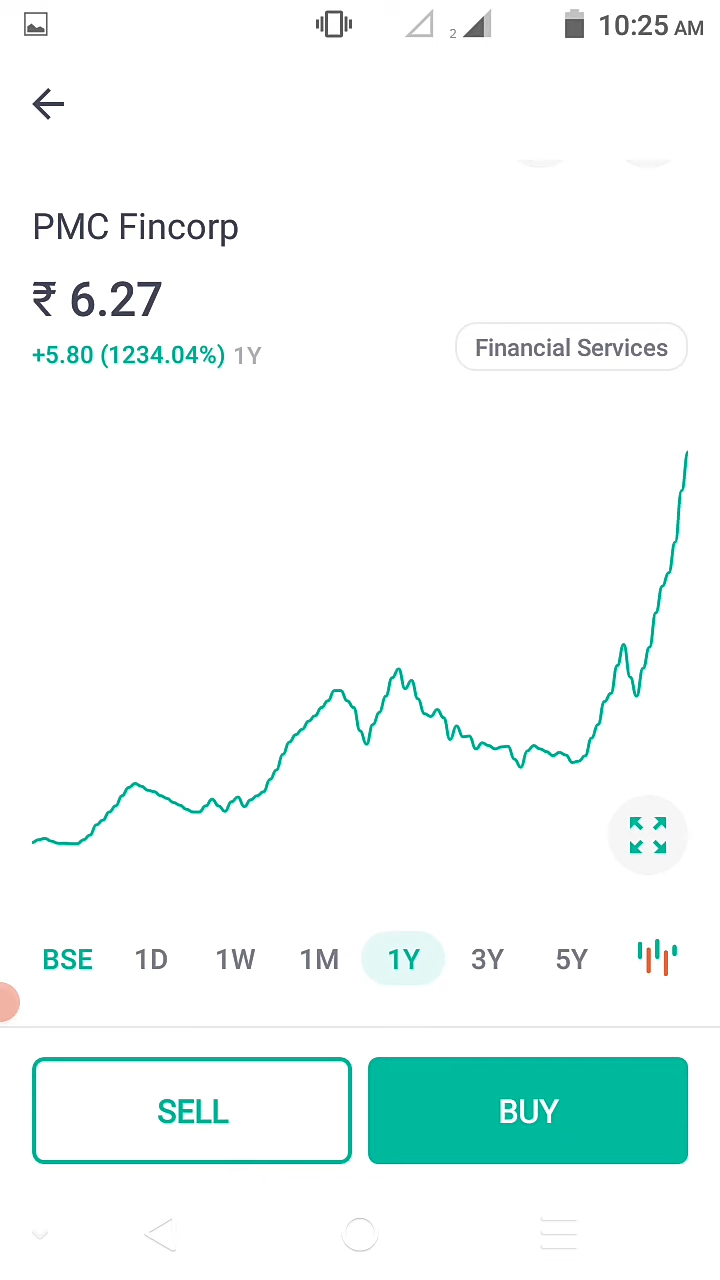 2
10:25 AM
PMC Fincorp
₹ 6.27
+5.80 (1234.04%) 1Y
Financial Services
BSE 1D 1W 1M 1Y 3Y 5Y
SELL BUY